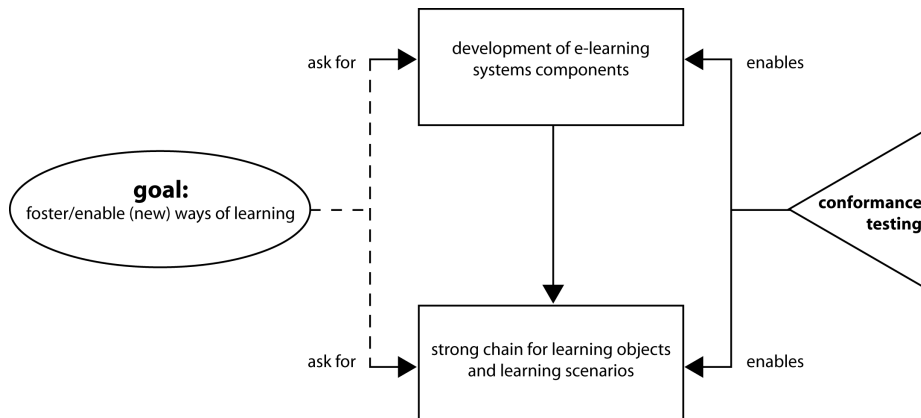 development of e-learning
systems components
ask for
enables
goal:
foster/enable (new) ways of learning
conformance
testing
strong chain for learning objects
and learning scenarios
ask for
enables